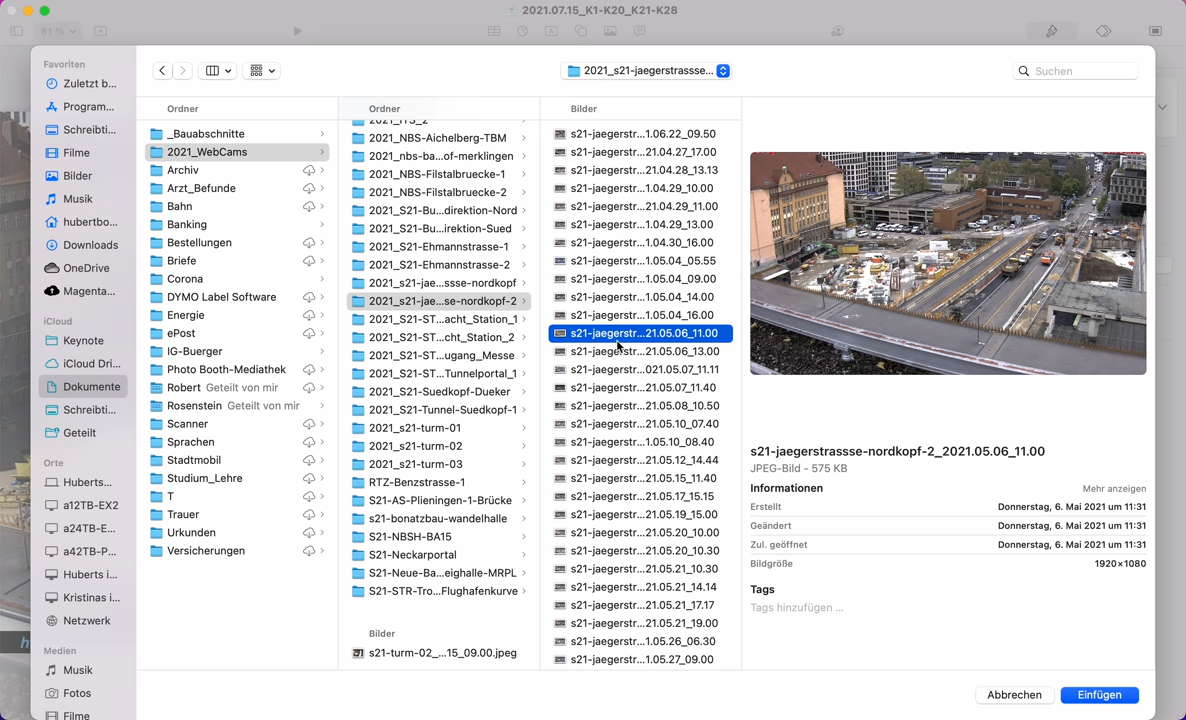 2021.07.15_K1-K20_K21-K28
81 %
2021_s21-jaegerstrassse...
Suchen
Favoriten
Zuletzt b...
Program...
Schreibti...
Filme
Bilder
Musik
hubertbo...
Downloads
OneDrive
Magenta...
iCloud
Keynote
iCloud Dri...
Dokumente
Schreibti...
Geteilt
Orte
Huberts...
a12TB-EX2
a24TB-E...
a42TB-P...
Huberts i...
Kristinas i...
Netzwerk
Medien
Musik
Fotos
Filme
Ordner
_Bauabschnitte
2021_WebCams
Archiv
Arzt_Befunde
Bahn
Banking
Bestellungen
Briefe
Corona
DYMO Label Software
Energie
ePost
IG-Buerger
Photo Booth-Mediathek
Robert Geteilt von mir
Rosenstein Geteilt von mir
Scanner
Sprachen
Stadtmobil
Studium_Lehre
T
Trauer
Urkunden
Versicherungen
Ordner
2021_NBS-Aichelberg-TBM
2021_nbs-ba...of-merklingen
2021_NBS-Filstalbruecke-1
2021_NBS-Filstalbruecke-2
2021_S21-Bu...direktion-Nord
2021_S21-Bu...irektion-Sued
2021_S21-Ehmannstrasse-1
2021_S21-Ehmannstrasse-2
2021_s21-jae...ssse-nordkopf
2021_s21-jae...se-nordkopf-2
2021_S21-ST...acht_Station_1
2021_S21-ST...cht_Station_2
2021_S21-ST...ugang_Messe
2021_S21-ST...Tunnelportal_1
2021_S21-Suedkopf-Dueker
2021_S21-Tunnel-Suedkopf-1
2021_s21-turm-01
2021_s21-turm-02
2021_s21-turm-03
RTZ-Benzstrasse-1
S21-AS-Plieningen-1-Brücke
s21-bonatzbau-wandelhalle
S21-NBSH-BA15
S21-Neckarportal
S21-Neue-Ba...eighalle-MRPL
S21-STR-Tro...Flughafenkurve
Bilder
s21-turm-02_...15_09.00.jpeg
Bilder
s21-jaegerstr...1.06.22_09.50
s21-jaegerstr...21.04.27_17.00
s21-jaegerstr...21.04.28_13.13
s21-jaegerstr...1.04.29_10.00
s21-jaegerstr...21.04.29_11.00
s21-jaegerstr...1.04.29_13.00
s21-jaegerstr...1.04.30_16.00
s21-jaegerstr...1.05.04_05.55
s21-jaegerstr...1.05.04_09.00
s21-jaegerstr...1.05.04_14.00
s21-jaegerstr...1.05.04_16.00
s21-jaegerstr...21.05.06_11.00
s21-jaegerstr...21.05.06_13.00
s21-jaegerstr...021.05.07_11.11
s21-jaegerstr...21.05.07_11.40
s21-jaegerstr...21.05.08_10.50
s21-jaegerstr...21.05.10_07.40
s21-jaegerstr...1.05.10_08.40
s21-jaegerstr...21.05.12_14.44
s21-jaegerstr...21.05.15_11.40
s21-jaegerstr...21.05.17_15.15
s21-jaegerstr...21.05.19_15.00
s21-jaegerstr...21.05.20_10.00
s21-jaegerstr...21.05.20_10.30
s21-jaegerstr...21.05.21_10.30
s21-jaegerstr...21.05.21_14.14
s21-jaegerstr...21.05.21_17.17
s21-jaegerstr...21.05.21_19.00
s21-jaegerstr...1.05.26_06.30
s21-jaegerstr...1.05.27_09.00
s21-jaegerstrassse-nordkopf-2_2021.05.06_11.00
JPEG-Bild - 575 KB
Informationen Mehr anzeigen
Erstellt Donnerstag, 6. Mai 2021 um 11:31
Geändert Donnerstag, 6. Mai 2021 um 11:31
Zul. geöffnet Donnerstag, 6. Mai 2021 um 11:31
Bildgröße 1920×1080
Tags
Tags hinzufügen ...
Abbrechen Einfügen